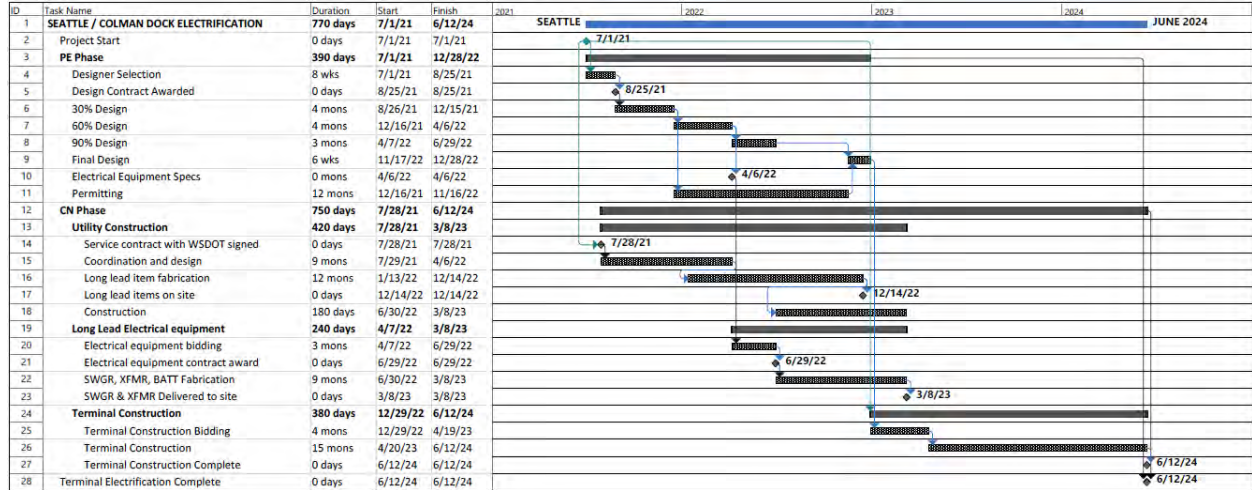 ID Task Name Duration Start Finish 2021 2022 2023 2024
1 SEATTLE / COLMAN DOCK ELECTRIFICATION 770 days 7/1/21 6/12/24 SEATTLE JUNE 2024
2 Project Start 0 days 7/1/21 7/1/21 7/1/21
3 PE Phase 390 days 7/1/21 12/28/22
4 Designer Selection 8 wks 7/1/21 8/25/21
5 Design Contract Awarded 0 days 8/25/21 8/25/21 8/25/21
6 30% Design 4 mons 8/26/21 12/15/21
7 60% Design 4 mons 12/16/21 4/6/22
8 90% Design 3 mons 4/7/22 6/29/22
9 Final Design 6 wks 11/17/22 12/28/22
10 Electrical Equipment Specs 0 mons 4/6/22 4/6/22 4/6/22
11 Permitting 12 mons 12/16/21 11/16/22
12 CN Phase 750 days 7/28/21 6/12/24
13 Utility Construction 420 days 7/28/21 3/8/23
14 Service contract with WSDOT signed 0 days 7/28/21 7/28/21 7/28/21
15 Coordination and design 9 mons 7/29/21 4/6/22
16 Long lead item fabrication 12 mons 1/13/22 12/14/22
17 Long lead items on site 0 days 12/14/22 12/14/22 12/14/22
18 Construction 180 days 6/30/22 3/8/23
19 Long Lead Electrical equipment 240 days 4/7/22 3/8/23
20 Electrical equipment bidding 3 mons 4/7/22 6/29/22
21 Electrical equipment contract award 0 days 6/29/22 6/29/22 6/29/22
22 SWGR, XFMR, BATT Fabrication 9 mons 6/30/22 3/8/23
23 SWGR & XFMR Delivered to site 0 days 3/8/23 3/8/23 3/8/23
24 Terminal Construction 380 days 12/29/22 6/12/24
25 Terminal Construction Bidding 4 mons 12/29/22 4/19/23
26 Terminal Construction 15 mons 4/20/23 6/12/24
27 Terminal Construction Complete 0 days 6/12/24 6/12/24 6/12/24
28 Terminal Electrification Complete 0 days 6/12/24 6/12/24 6/12/24